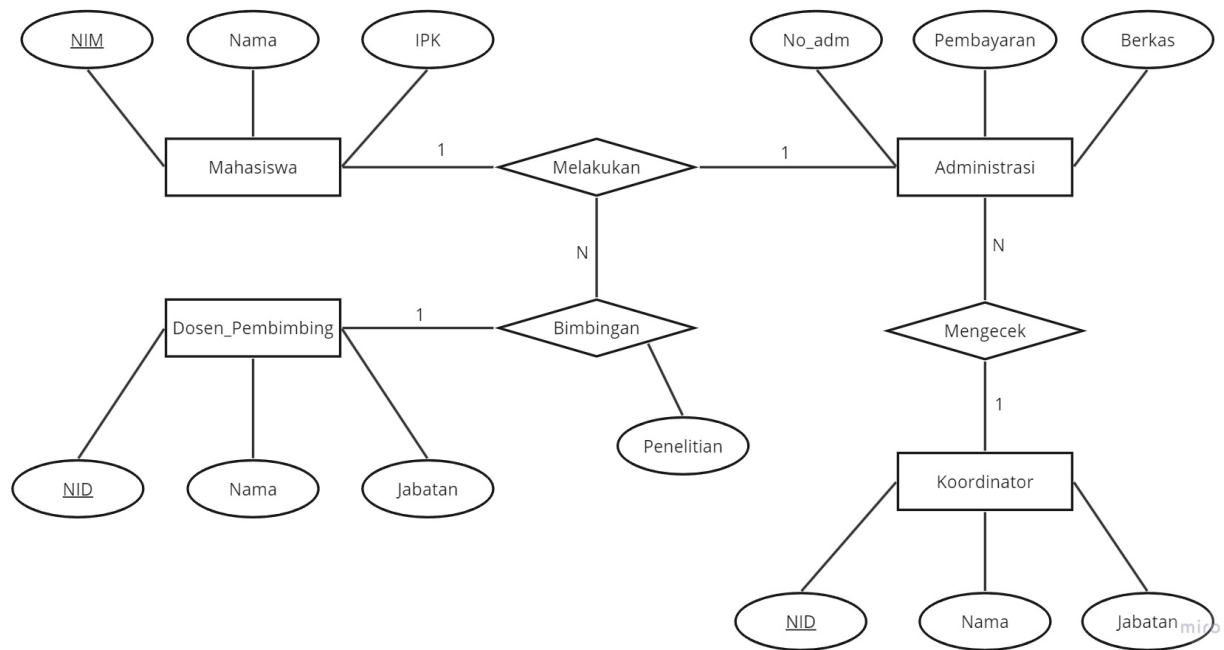 NIM
Nama
IPK
No_adm
Pembayaran
Berkas
Mahasiswa
1
Melakukan
1
Administrasi
N
N
Dosen_Pembimbing
1
Bimbingan
Mengecek
Penelitian
1
NID
Nama
Jabatan
Koordinator
NID
Nama
Jabatan
miro